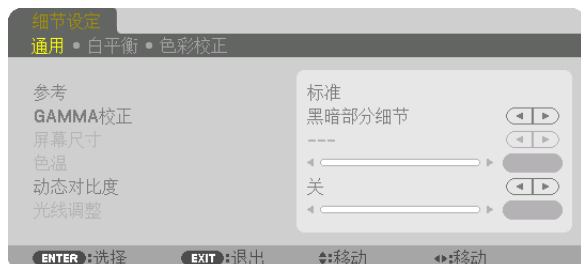 细节设定
通用 • 白平衡 • 色彩校正
参考 标准
GAMMA校正 黑暗部分细节
屏幕尺寸 ---
色温
动态对比度 关
光线调整
ENTER:选择 EXIT:退出 :移动 :移动